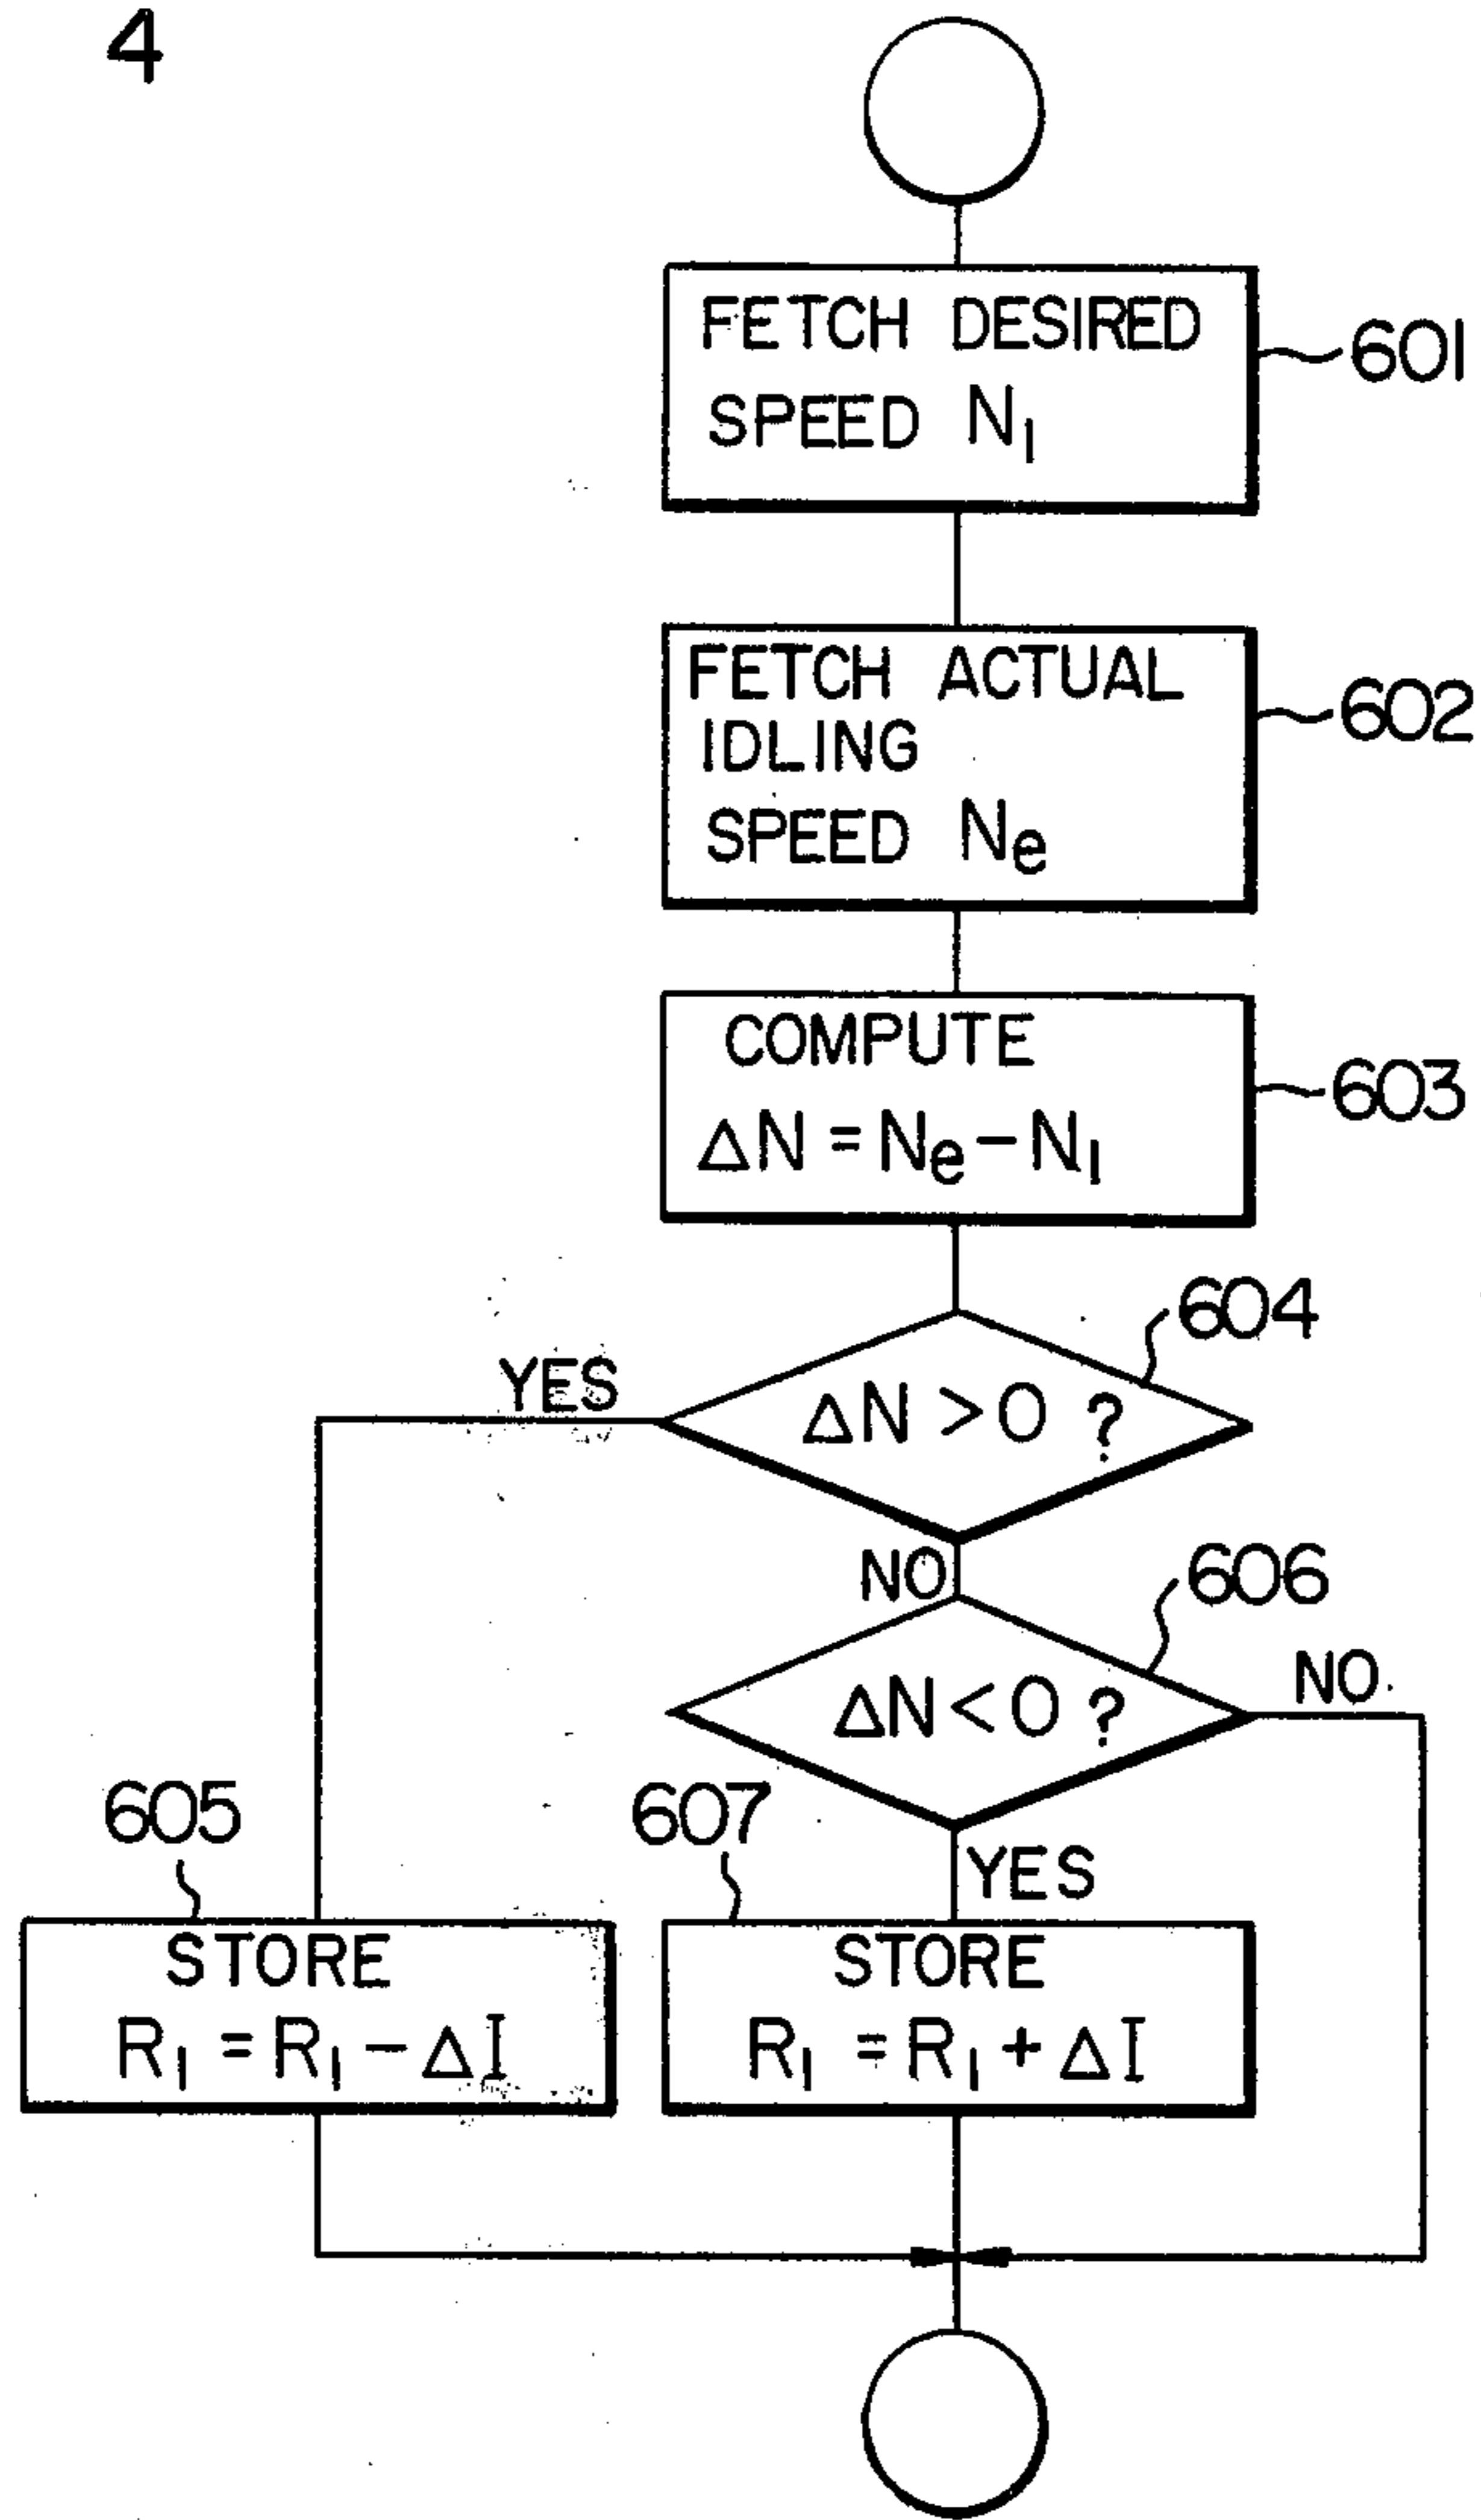 4
FETCH DESIRED
SPEED N₁
601
FETCH ACTUAL
IDLING
SPEED Ne
602
COMPUTE
ΔN = Ne − N₁
603
604
YES
ΔN > 0 ?
NO
606
ΔN < 0 ?
NO.
605
607
YES
STORE
R₁ = R₁ − ΔI
STORE
R₁ = R₁ + ΔI